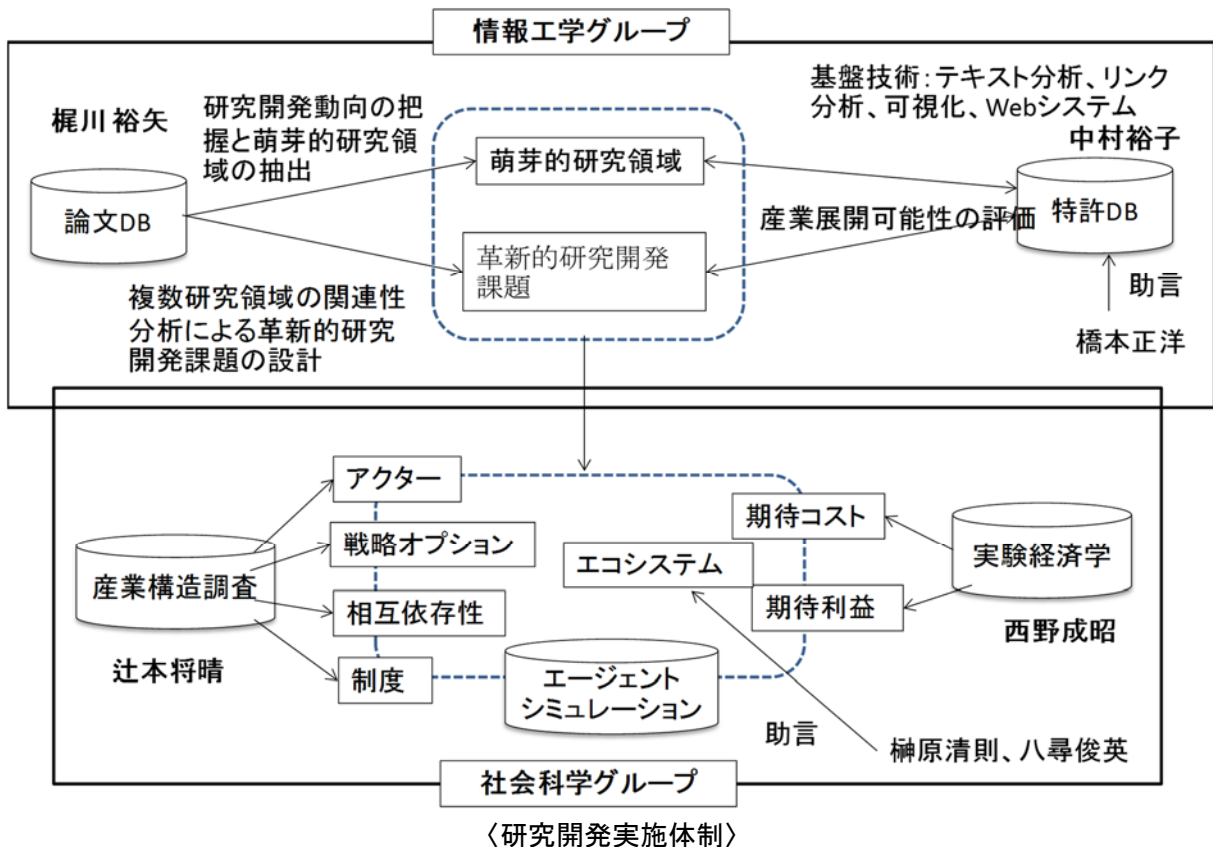 情報工学グループ
基盤技術：テキスト分析、リンク
分析、可視化、Webシステム
梶川 裕矢
研究開発動向の把
握と萌芽的研究領
域の抽出
中村裕子
萌芽的研究領域
論文DB
特許DB
産業展開可能性の評価
革新的研究開発
課題
助言
複数研究領域の関連性
分析による革新的研究
開発課題の設計
橋本正洋
アクター
期待コスト
戦略オプション
実験経済学
エコシステム
産業構造調査
相互依存性
期待利益
西野成昭
辻本将晴
制度
エージェント
シミュレーション
助言
榊原清則、八尋俊英
社会科学グループ
〈研究開発実施体制〉